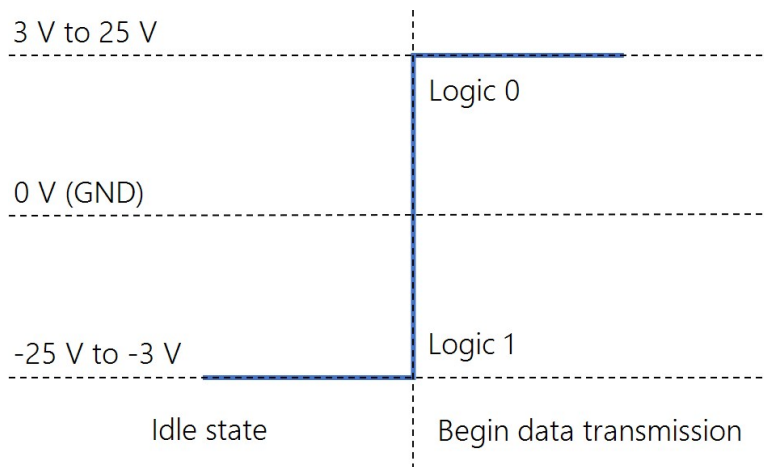 3 V to 25 V
Logic 0
0 V (GND)
Logic 1
-25 V to -3 V
Idle state
Begin data transmission